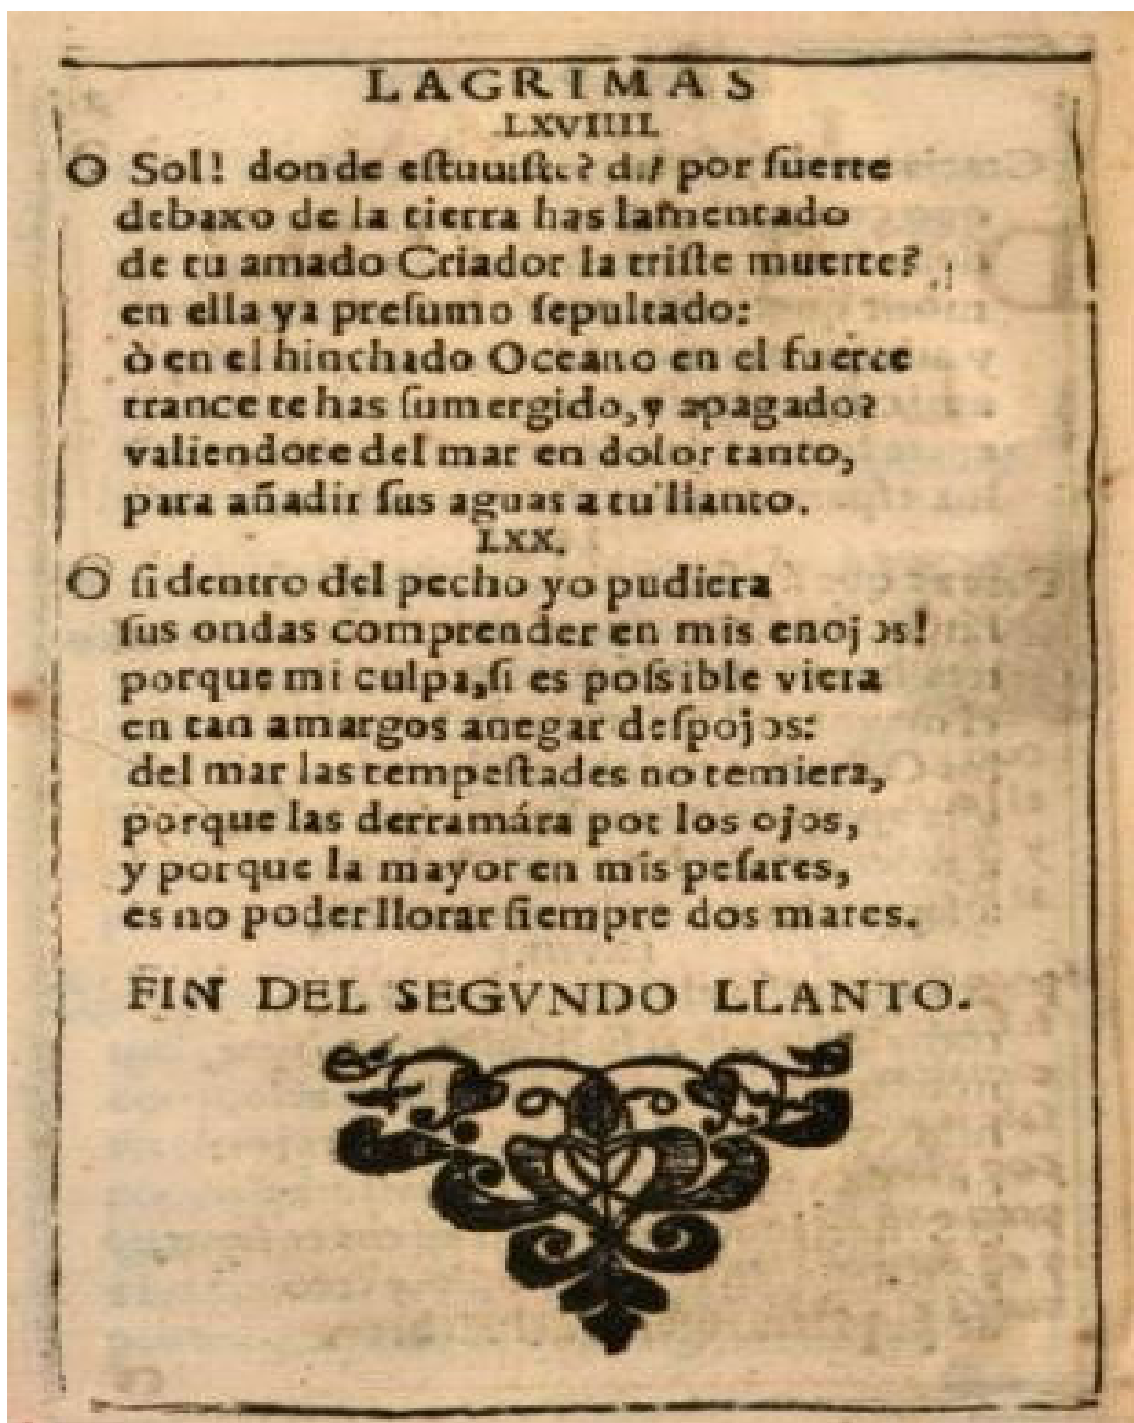 LAGRIMAS
LXVIIII.
O Sol! donde eſtuuiſte? di, por ſuerte
debaxo de la tierra has lamentado
de tu amado Criador la triſte muerte?
en ella ya preſumo ſepultado:
ò en el hinchado Oceano en el fuerte
trance te has ſumergido, y apagado?
valiendote del mar en dolor tanto,
para añadir ſus aguas a tu llanto.
LXX.
O ſi dentro del pecho yo pudiera
ſus ondas comprender en mis enojos!
porque mi culpa, ſi es poſsible viera
en tan amargos anegar deſpojos:
del mar las tempeſtades no temiera,
porque las derramára por los ojos,
y porque la mayor en mis peſares,
es no poder llorar ſiempre dos mares.
FIN DEL SEGVNDO LLANTO.